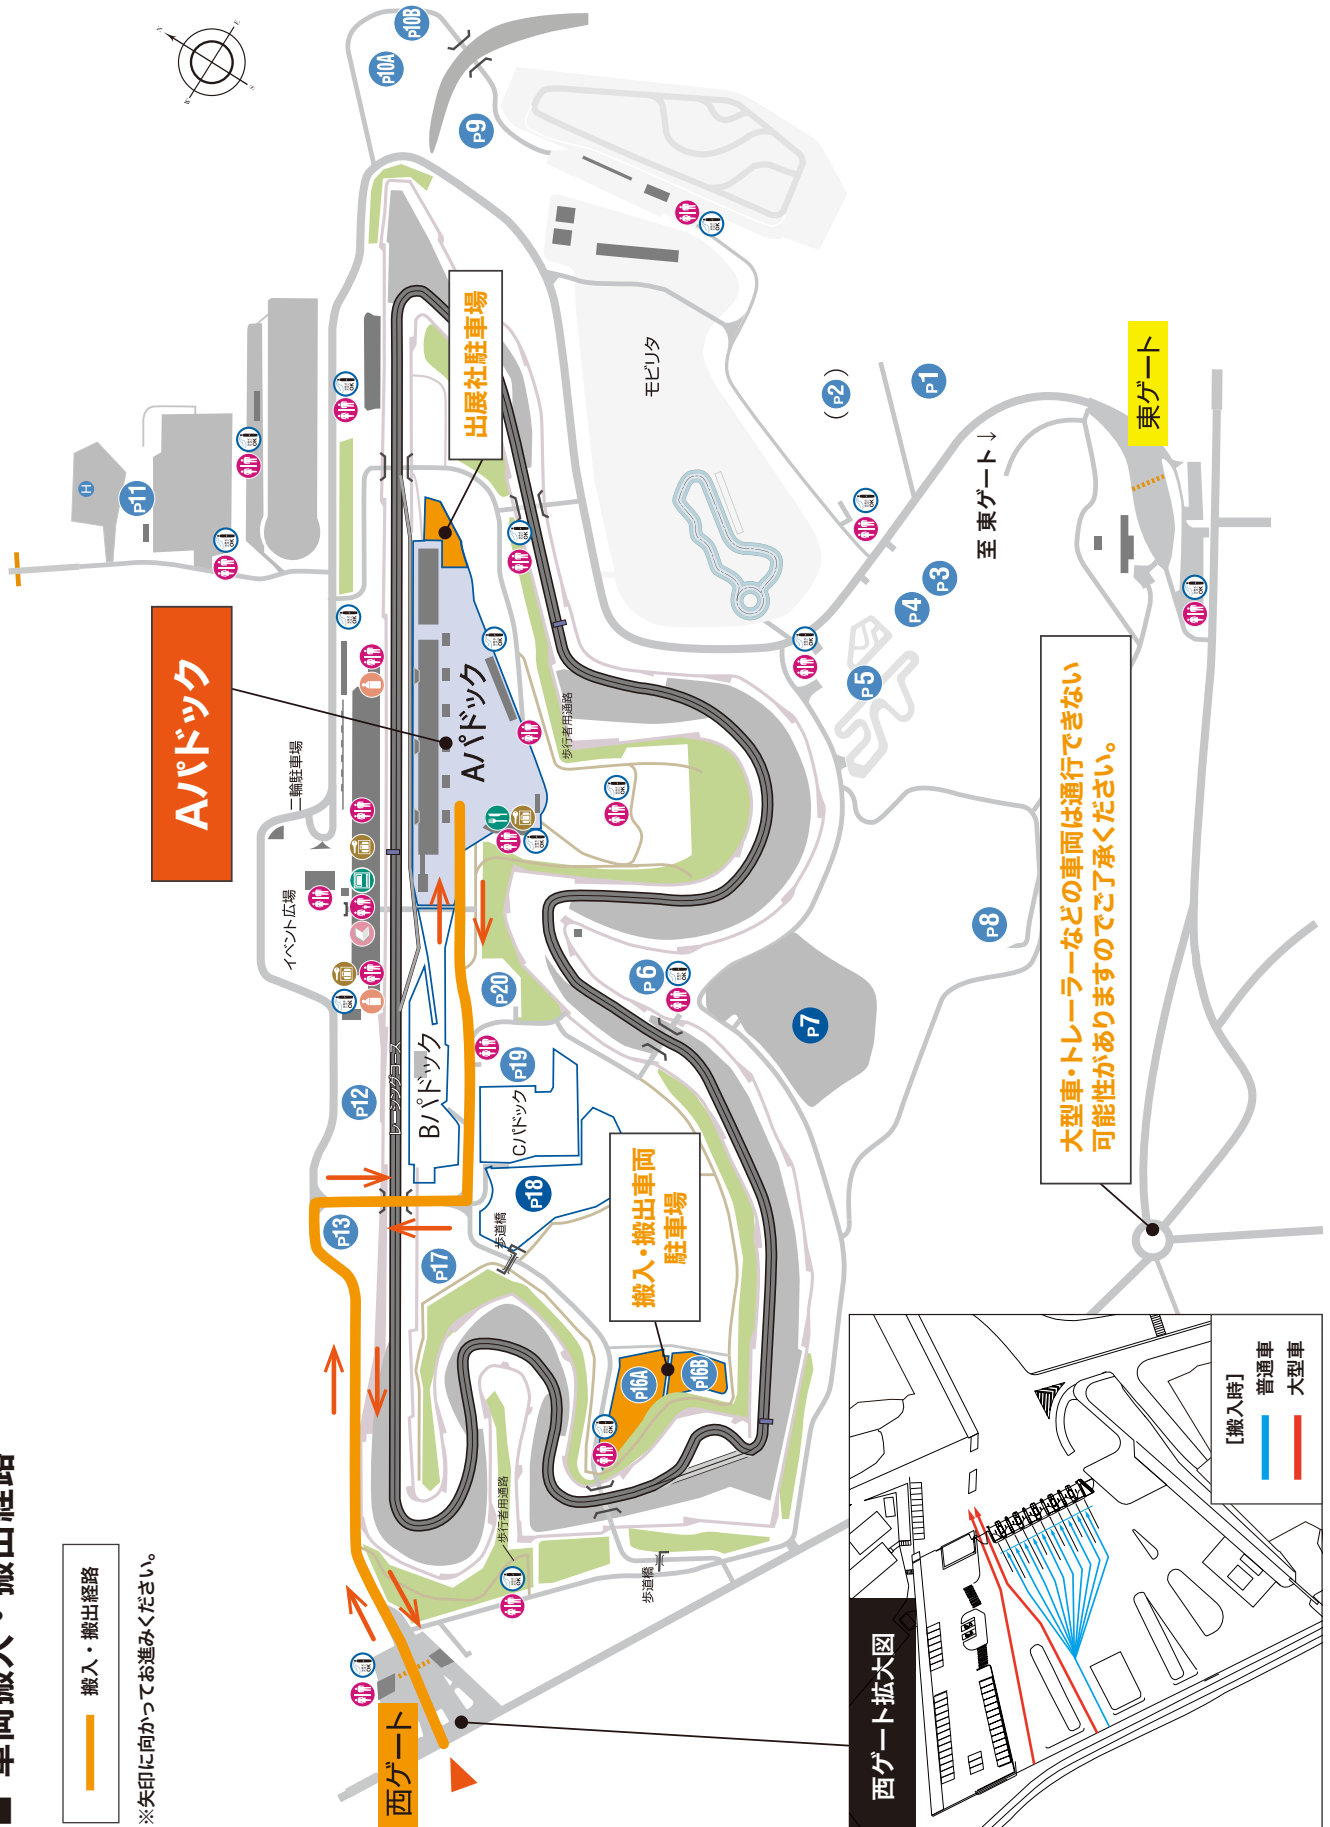 ■ 車両搬入・搬出経路
搬入・搬出経路
※矢印に向かってお進みください。
Aパドック
出展社駐車場
搬入・搬出車両
駐車場
大型車・トレーラーなどの車両は通行できない
可能性がありますのでご了承ください。
西ゲート
東ゲート
至 東ゲート↓
西ゲート拡大図
[搬入時]
普通車
大型車
Aパドック
Bパドック
Cパドック
レーシングコース
イベント広場
二輪駐車場
モビリタ
歩行者用通路
歩行者用通路
歩道橋
歩道橋
P1
(P2)
P3
P4
P5
P6
P7
P8
P9
P10A
P10B
P11
P12
P13
P16A
P16B
P17
P18
P19
P20
H
N
E
S
W